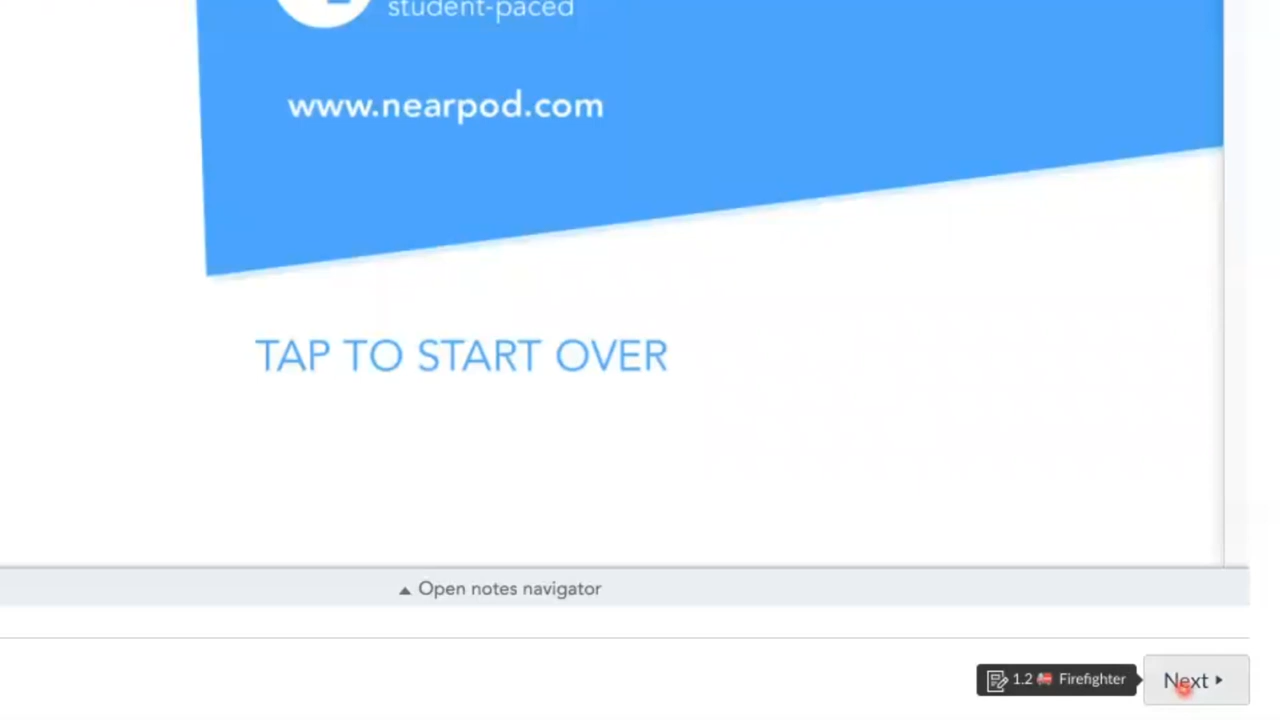 student-paced
www.nearpod.com
TAP TO START OVER
Open notes navigator
1.2 🚒 Firefighter
Next